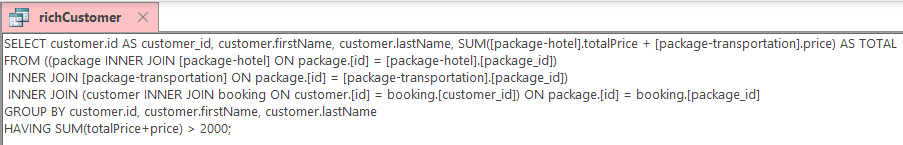 richCustomer
SELECT customer.id AS customer_id, customer.firstName, customer.lastName, SUM([package-hotel].totalPrice + [package-transportation].price) AS TOTAL
FROM ((package INNER JOIN [package-hotel] ON package.[id] = [package-hotel].[package_id])
INNER JOIN [package-transportation] ON package.[id] = [package-transportation].[package_id])
INNER JOIN (customer INNER JOIN booking ON customer.[id] = booking.[customer_id]) ON package.[id] = booking.[package_id]
GROUP BY customer.id, customer.firstName, customer.lastName
HAVING SUM(totalPrice+price) > 2000;